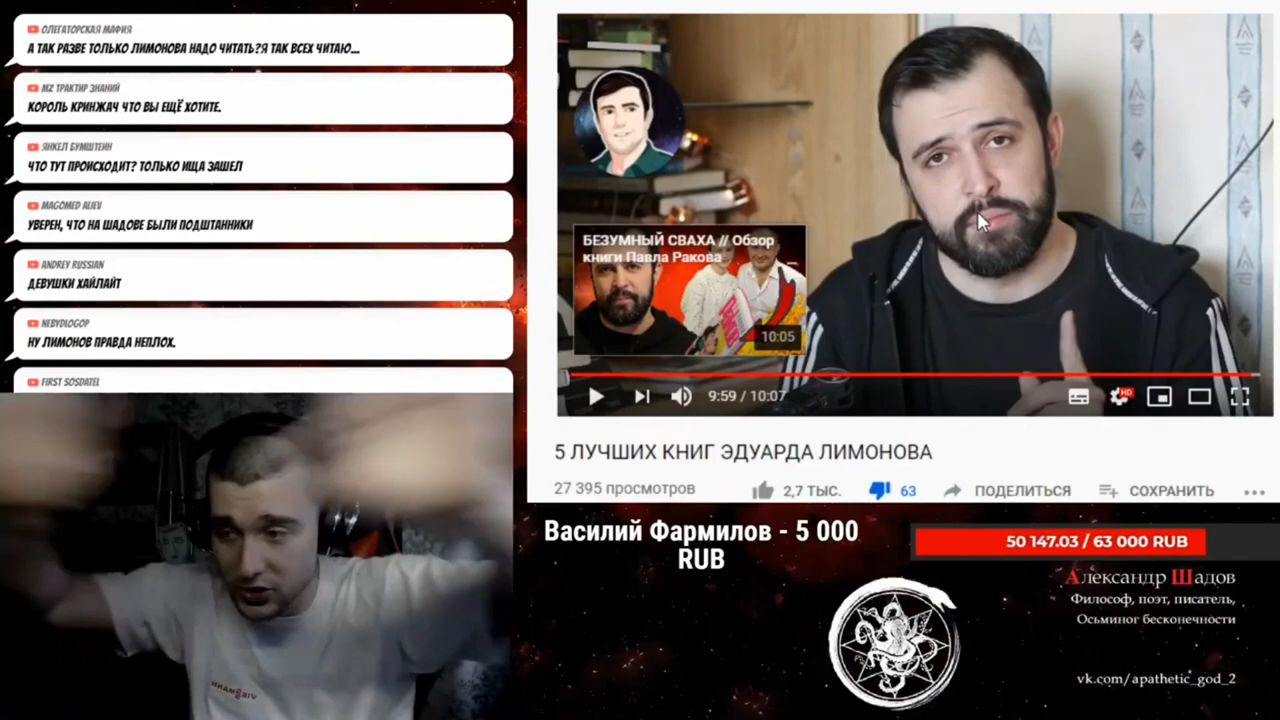 ОЛЕГАТОРСКАЯ МАФИЯ
А ТАК РАЗВЕ ТОЛЬКО ЛИМОНОВА НАДО ЧИТАТЬ?Я ТАК ВСЕХ ЧИТАЮ...
MZ ТРАКТИР ЗНАНИЙ
КОРОЛЬ КРИНЖАЧ ЧТО ВЫ ЕЩЁ ХОТИТЕ.
ЯНКЕЛ БУМШТЕИН
ЧТО ТУТ ПРОИСХОДИТ? ТОЛЬКО ИЩА ЗАШЕЛ
MAGOMED ALIEV
УВЕРЕН, ЧТО НА ШАДОВЕ БЫЛИ ПОДШТАННИКИ
ANDREY RUSSIAN
ДЕВУШКИ ХАЙЛАЙТ
NEBYDLOGOP
НУ ЛИМОНОВ ПРАВДА НЕПЛОХ.
FIRST SOSDATEL
БЕЗУМНЫЙ СВАХА // Обзор
книги Павла Ракова
10:05
9:59 / 10:07
HD
5 ЛУЧШИХ КНИГ ЭДУАРДА ЛИМОНОВА
27 395 просмотров
2,7 ТЫС.
63
ПОДЕЛИТЬСЯ
СОХРАНИТЬ
Василий Фармилов - 5 000
RUB
50 147.03 / 63 000 RUB
Александр Шадов
Философ, поэт, писатель,
Осьминог бесконечности
vk.com/apathetic_god_2